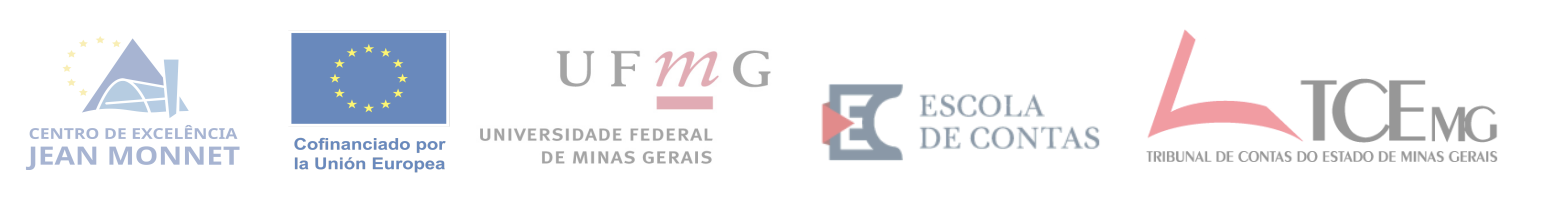 CENTRO DE EXCELÊNCIA
JEAN MONNET
Cofinanciado por
la Unión Europea
UFmG
UNIVERSIDADE FEDERAL
DE MINAS GERAIS
ESCOLA
DE CONTAS
TCEMG
TRIBUNAL DE CONTAS DO ESTADO DE MINAS GERAIS